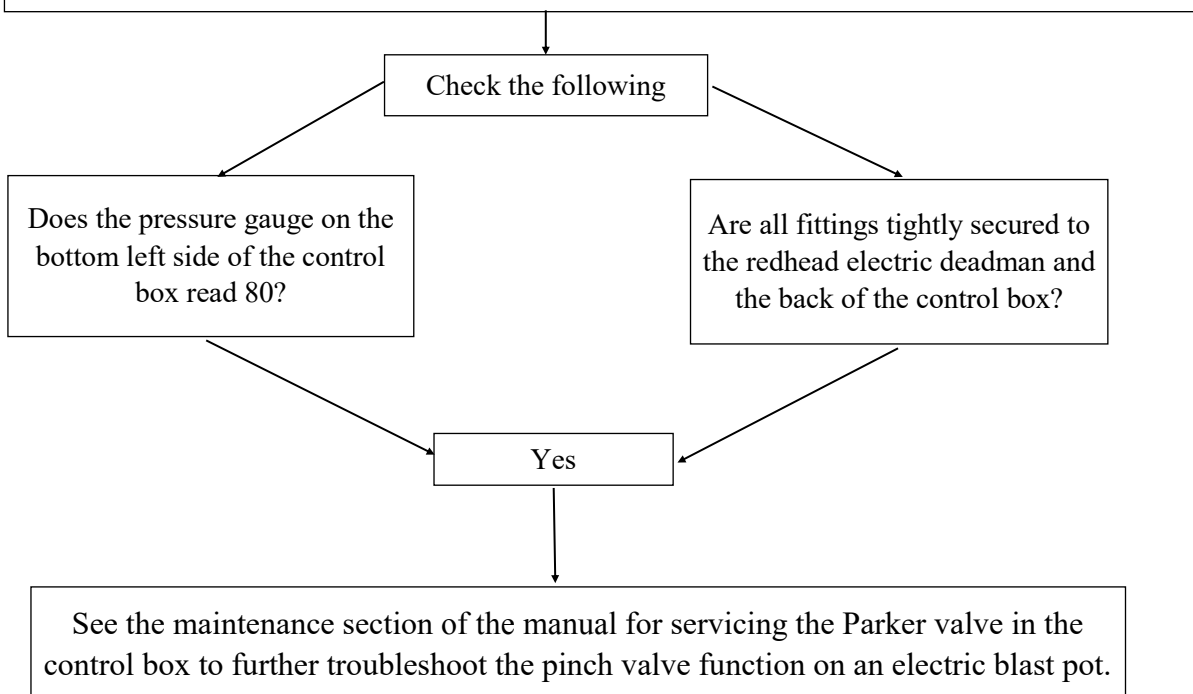 Check the following
Does the pressure gauge on the
bottom left side of the control
box read 80?
Are all fittings tightly secured to
the redhead electric deadman and
the back of the control box?
Yes
See the maintenance section of the manual for servicing the Parker valve in the
control box to further troubleshoot the pinch valve function on an electric blast pot.